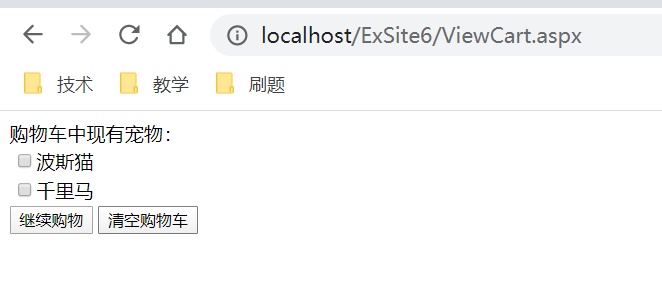 localhost/ExSite6/ViewCart.aspx
技术 教学 刷题
购物车中现有宠物：
波斯猫
千里马
继续购物 清空购物车